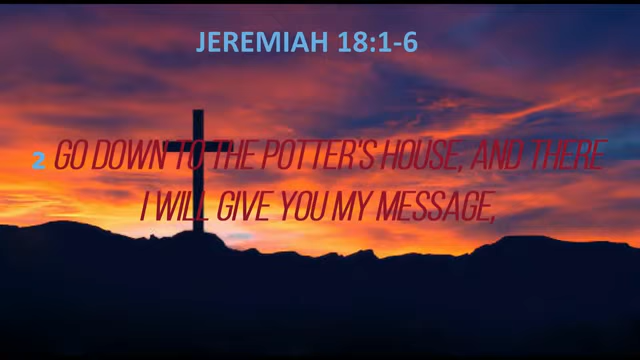 JEREMIAH 18:1-6
2 GO DOWN TO THE POTTER'S HOUSE, AND THERE
I WILL GIVE YOU MY MESSAGE,